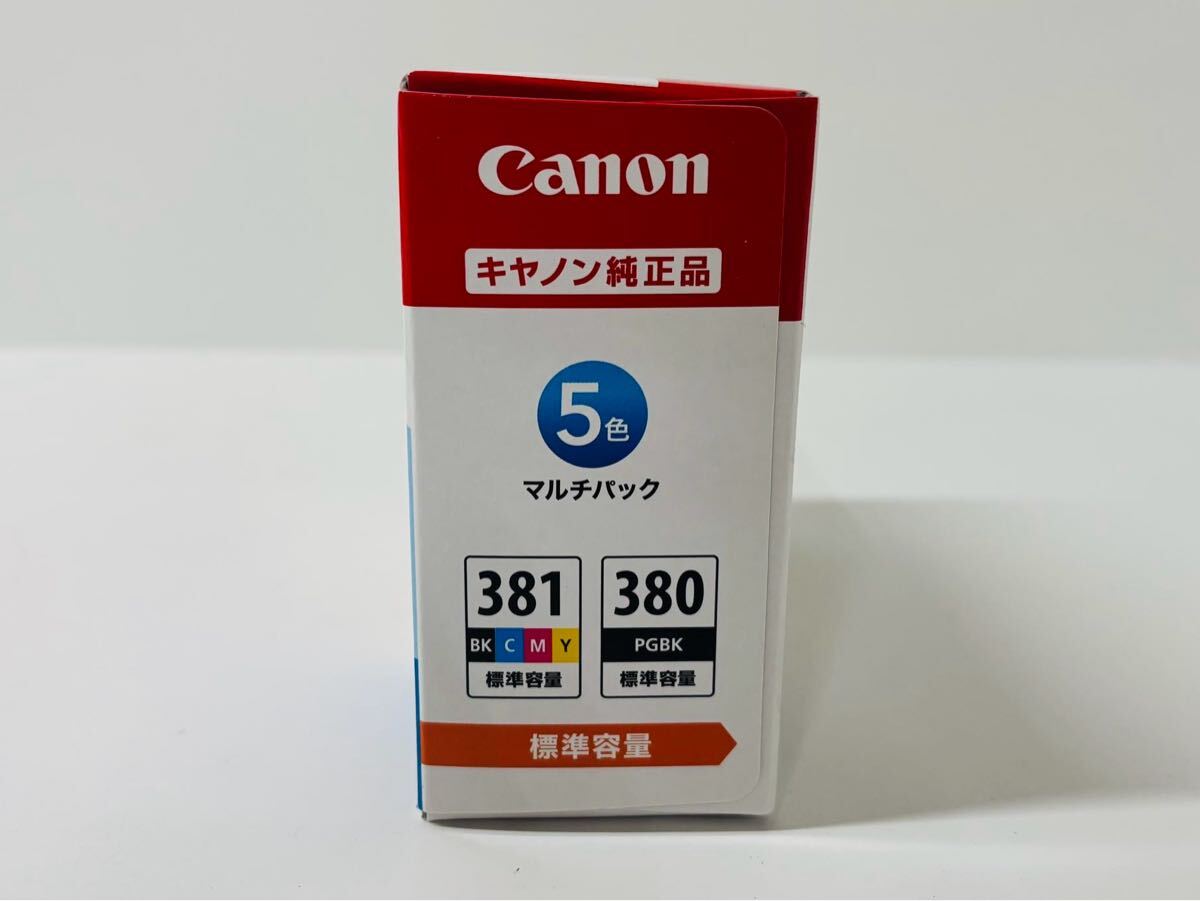 Canon
キヤノン純正品
5色
マルチパック
381 380
BK C M Y PGBK
標準容量 標準容量
標準容量